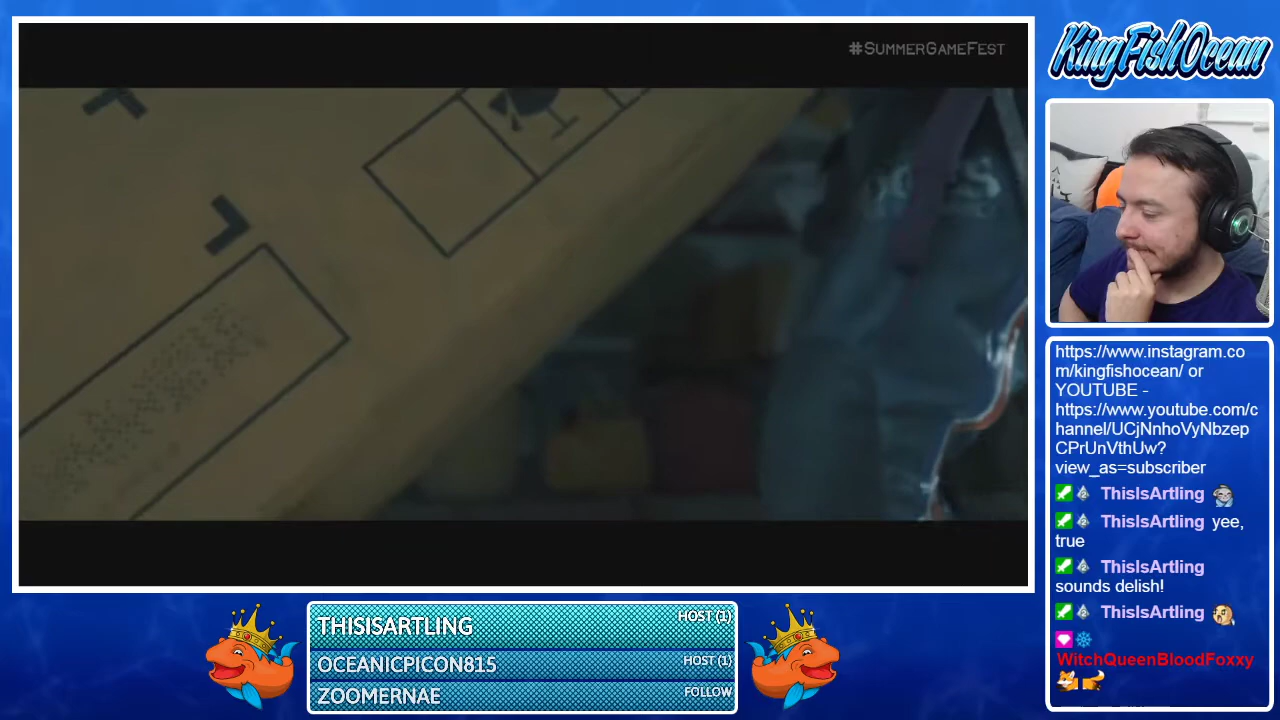 #SUMMERGAMEFEST
KingFishOcean
https://www.instagram.co
m/kingfishocean/ or
YOUTUBE -
https://www.youtube.com/c
hannel/UCjNnhoVyNbzep
CPrUnVthUw?
view_as=subscriber
ThisIsArtling
ThisIsArtling yee,
true
ThisIsArtling
sounds delish!
ThisIsArtling
WitchQueenBloodFoxxy
THISISARTLING HOST (1)
OCEANICPICON815 HOST (1)
ZOOMERNAE FOLLOW